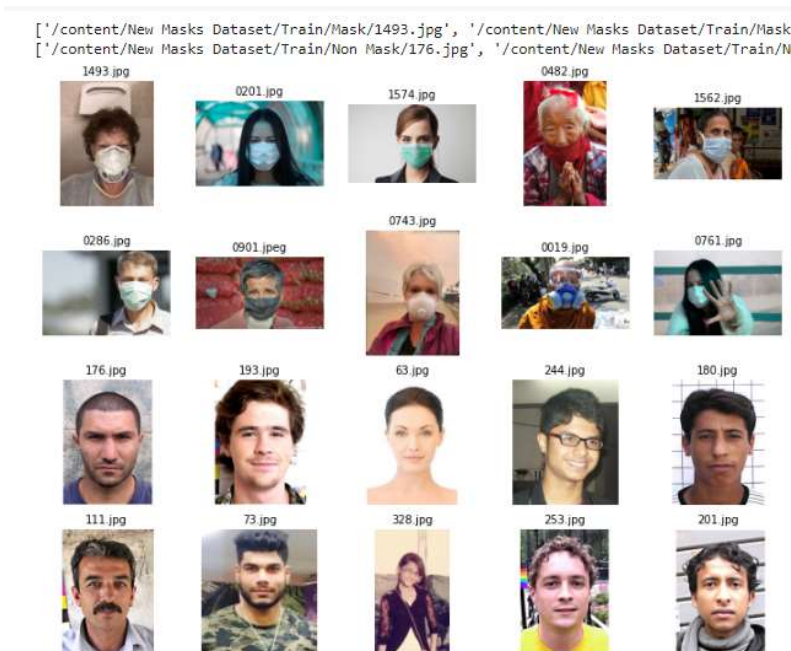 ['/content/New Masks Dataset/Train/Mask/1493.jpg', '/content/New Masks Dataset/Train/Mask
['/content/New Masks Dataset/Train/Non Mask/176.jpg', '/content/New Masks Dataset/Train/N
1493.jpg
0201.jpg
1574.jpg
0482.jpg
1562.jpg
0286.jpg
0901.jpeg
0743.jpg
0019.jpg
0761.jpg
176.jpg
193.jpg
63.jpg
244.jpg
180.jpg
111.jpg
73.jpg
328.jpg
253.jpg
201.jpg